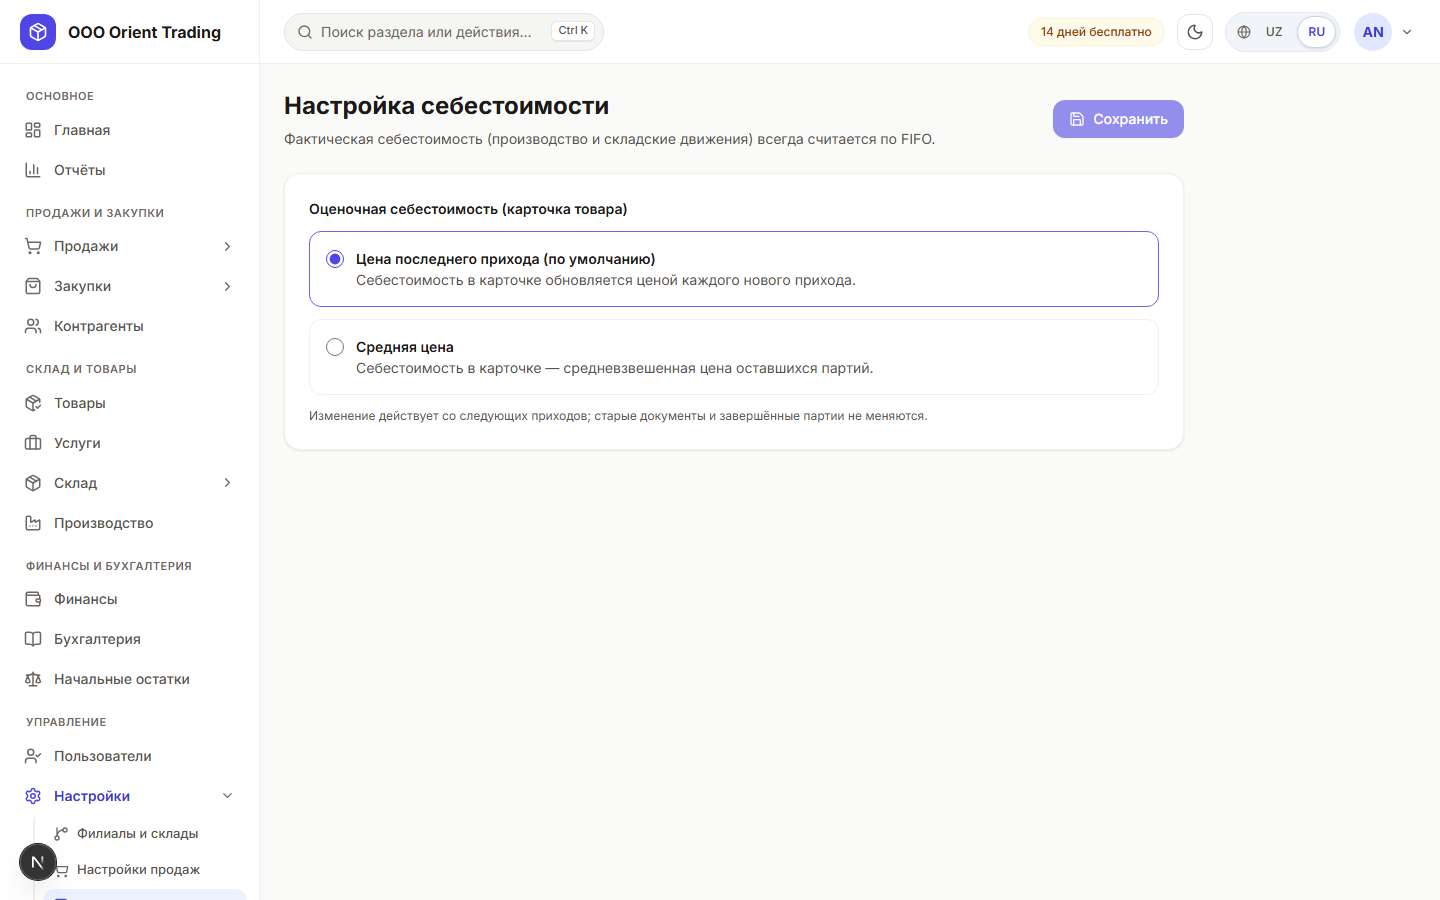 ООО Orient Trading
Поиск раздела или действия...
Ctrl K
14 дней бесплатно
UZ
RU
AN
ОСНОВНОЕ
Главная
Отчёты
ПРОДАЖИ И ЗАКУПКИ
Продажи
Закупки
Контрагенты
СКЛАД И ТОВАРЫ
Товары
Услуги
Склад
Производство
ФИНАНСЫ И БУХГАЛТЕРИЯ
Финансы
Бухгалтерия
Начальные остатки
УПРАВЛЕНИЕ
Пользователи
Настройки
Филиалы и склады
N
Настройки продаж
Настройка себестоимости
Фактическая себестоимость (производство и складские движения) всегда считается по FIFO.
Сохранить
Оценочная себестоимость (карточка товара)
Цена последнего прихода (по умолчанию)
Себестоимость в карточке обновляется ценой каждого нового прихода.
Средняя цена
Себестоимость в карточке — средневзвешенная цена оставшихся партий.
Изменение действует со следующих приходов; старые документы и завершённые партии не меняются.